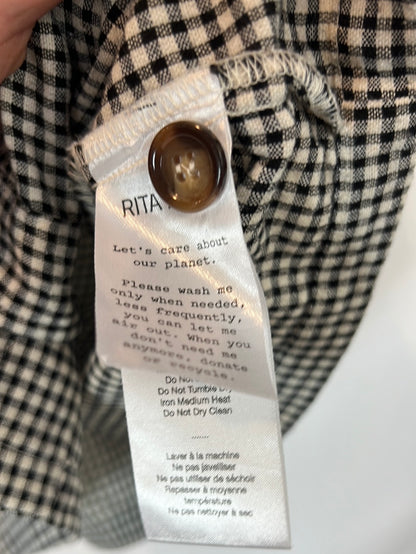 RITA
Let's care about
our planet.
Please wash me
only when needed,
less frequently,
you can let me
air out. When you
don't need me
anymore, donate
or recycle.
Do Not
Do Not Tumble Dry
Iron Medium Heat
Do Not Dry Clean
.......
Laver à la machine
Ne pas javelliser
Ne pas utiliser de séchoir
Repasser à moyenne
température
Ne pas nettoyer à sec